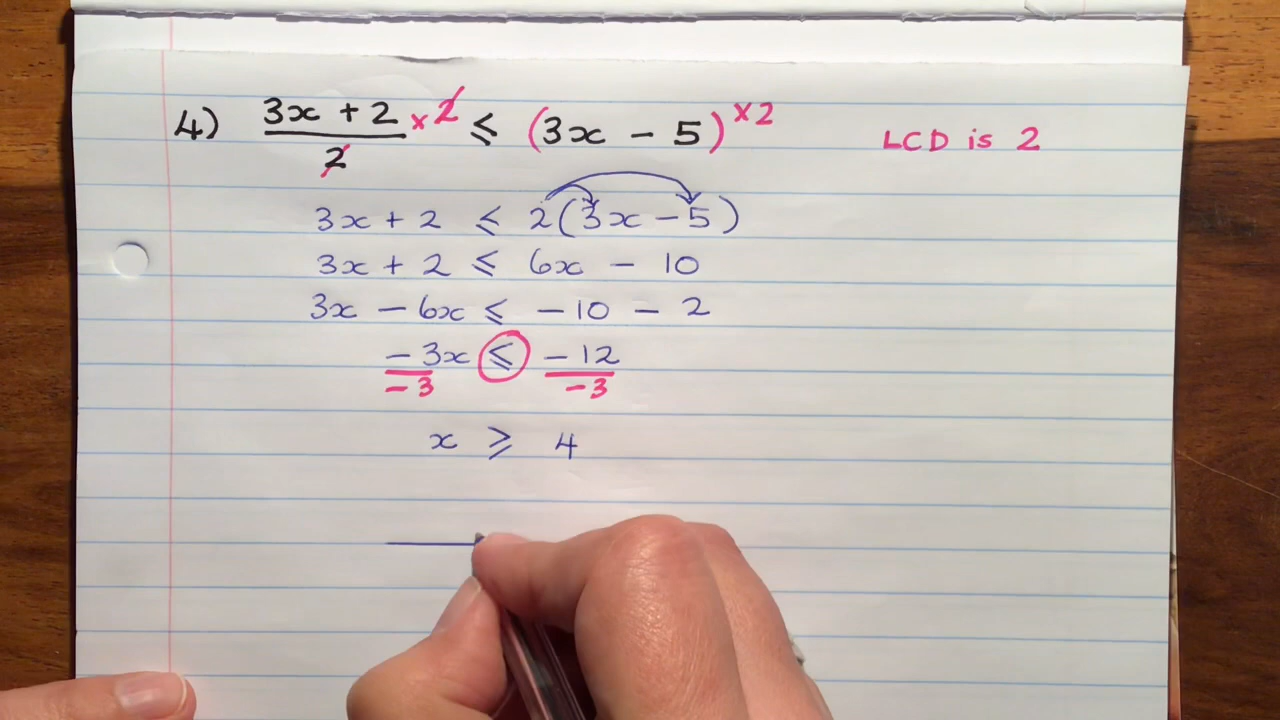 4) 3x + 2 / 2 × 2 ≤ (3x - 5) × 2 LCD is 2
3x + 2 ≤ 2(3x - 5)
3x + 2 ≤ 6x - 10
3x - 6x ≤ -10 - 2
-3x ≤ -12
-3 -3
x ≥ 4